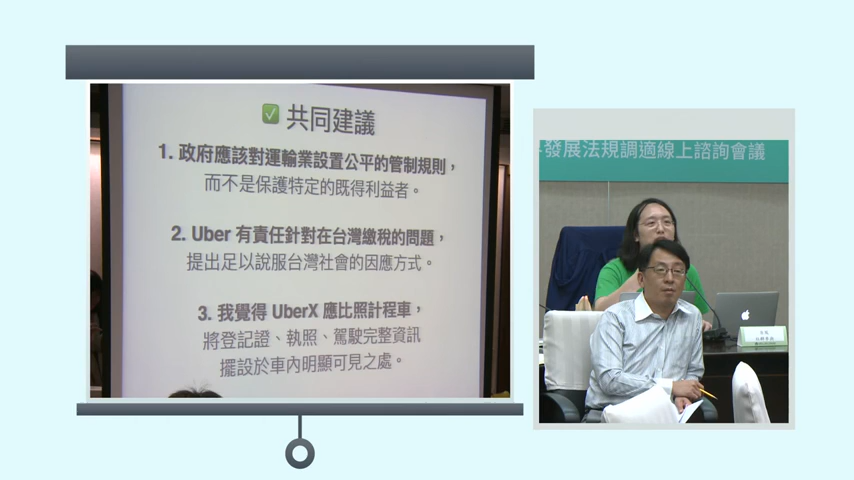 ✅ 共同建議
1. 政府應該對運輸業設置公平的管制規則，
而不是保護特定的既得利益者。
2. Uber 有責任針對在台灣繳稅的問題，
提出足以說服台灣社會的因應方式。
3. 我覺得 UberX 應比照計程車，
將登記證、執照、駕駛完整資訊
擺設於車內明顯可見之處。
發展法規調適線上諮詢會議